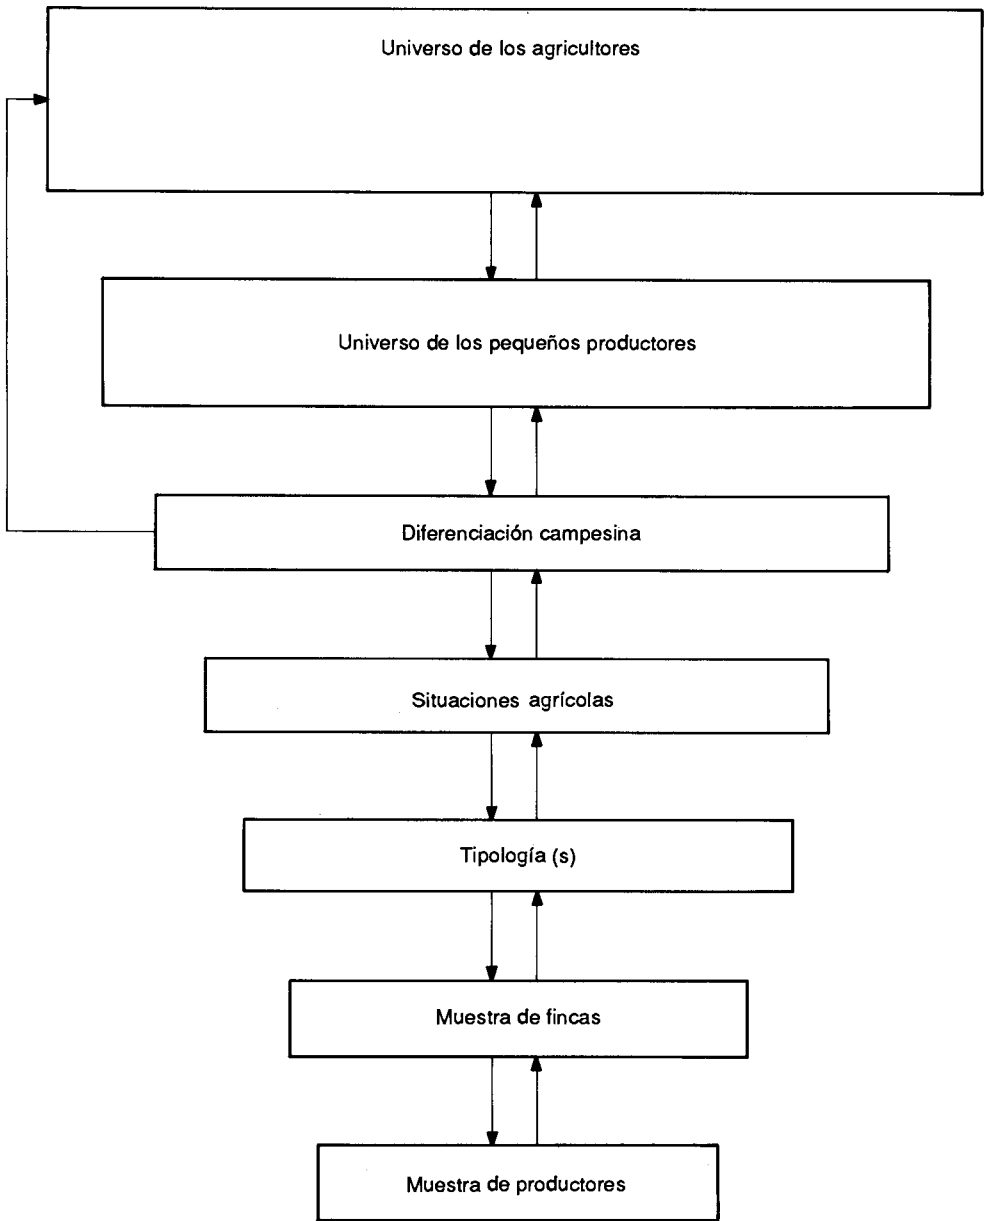 Universo de los agricultores
Universo de los pequeños productores
Diferenciación campesina
Situaciones agrícolas
Tipología (s)
Muestra de fincas
Muestra de productores